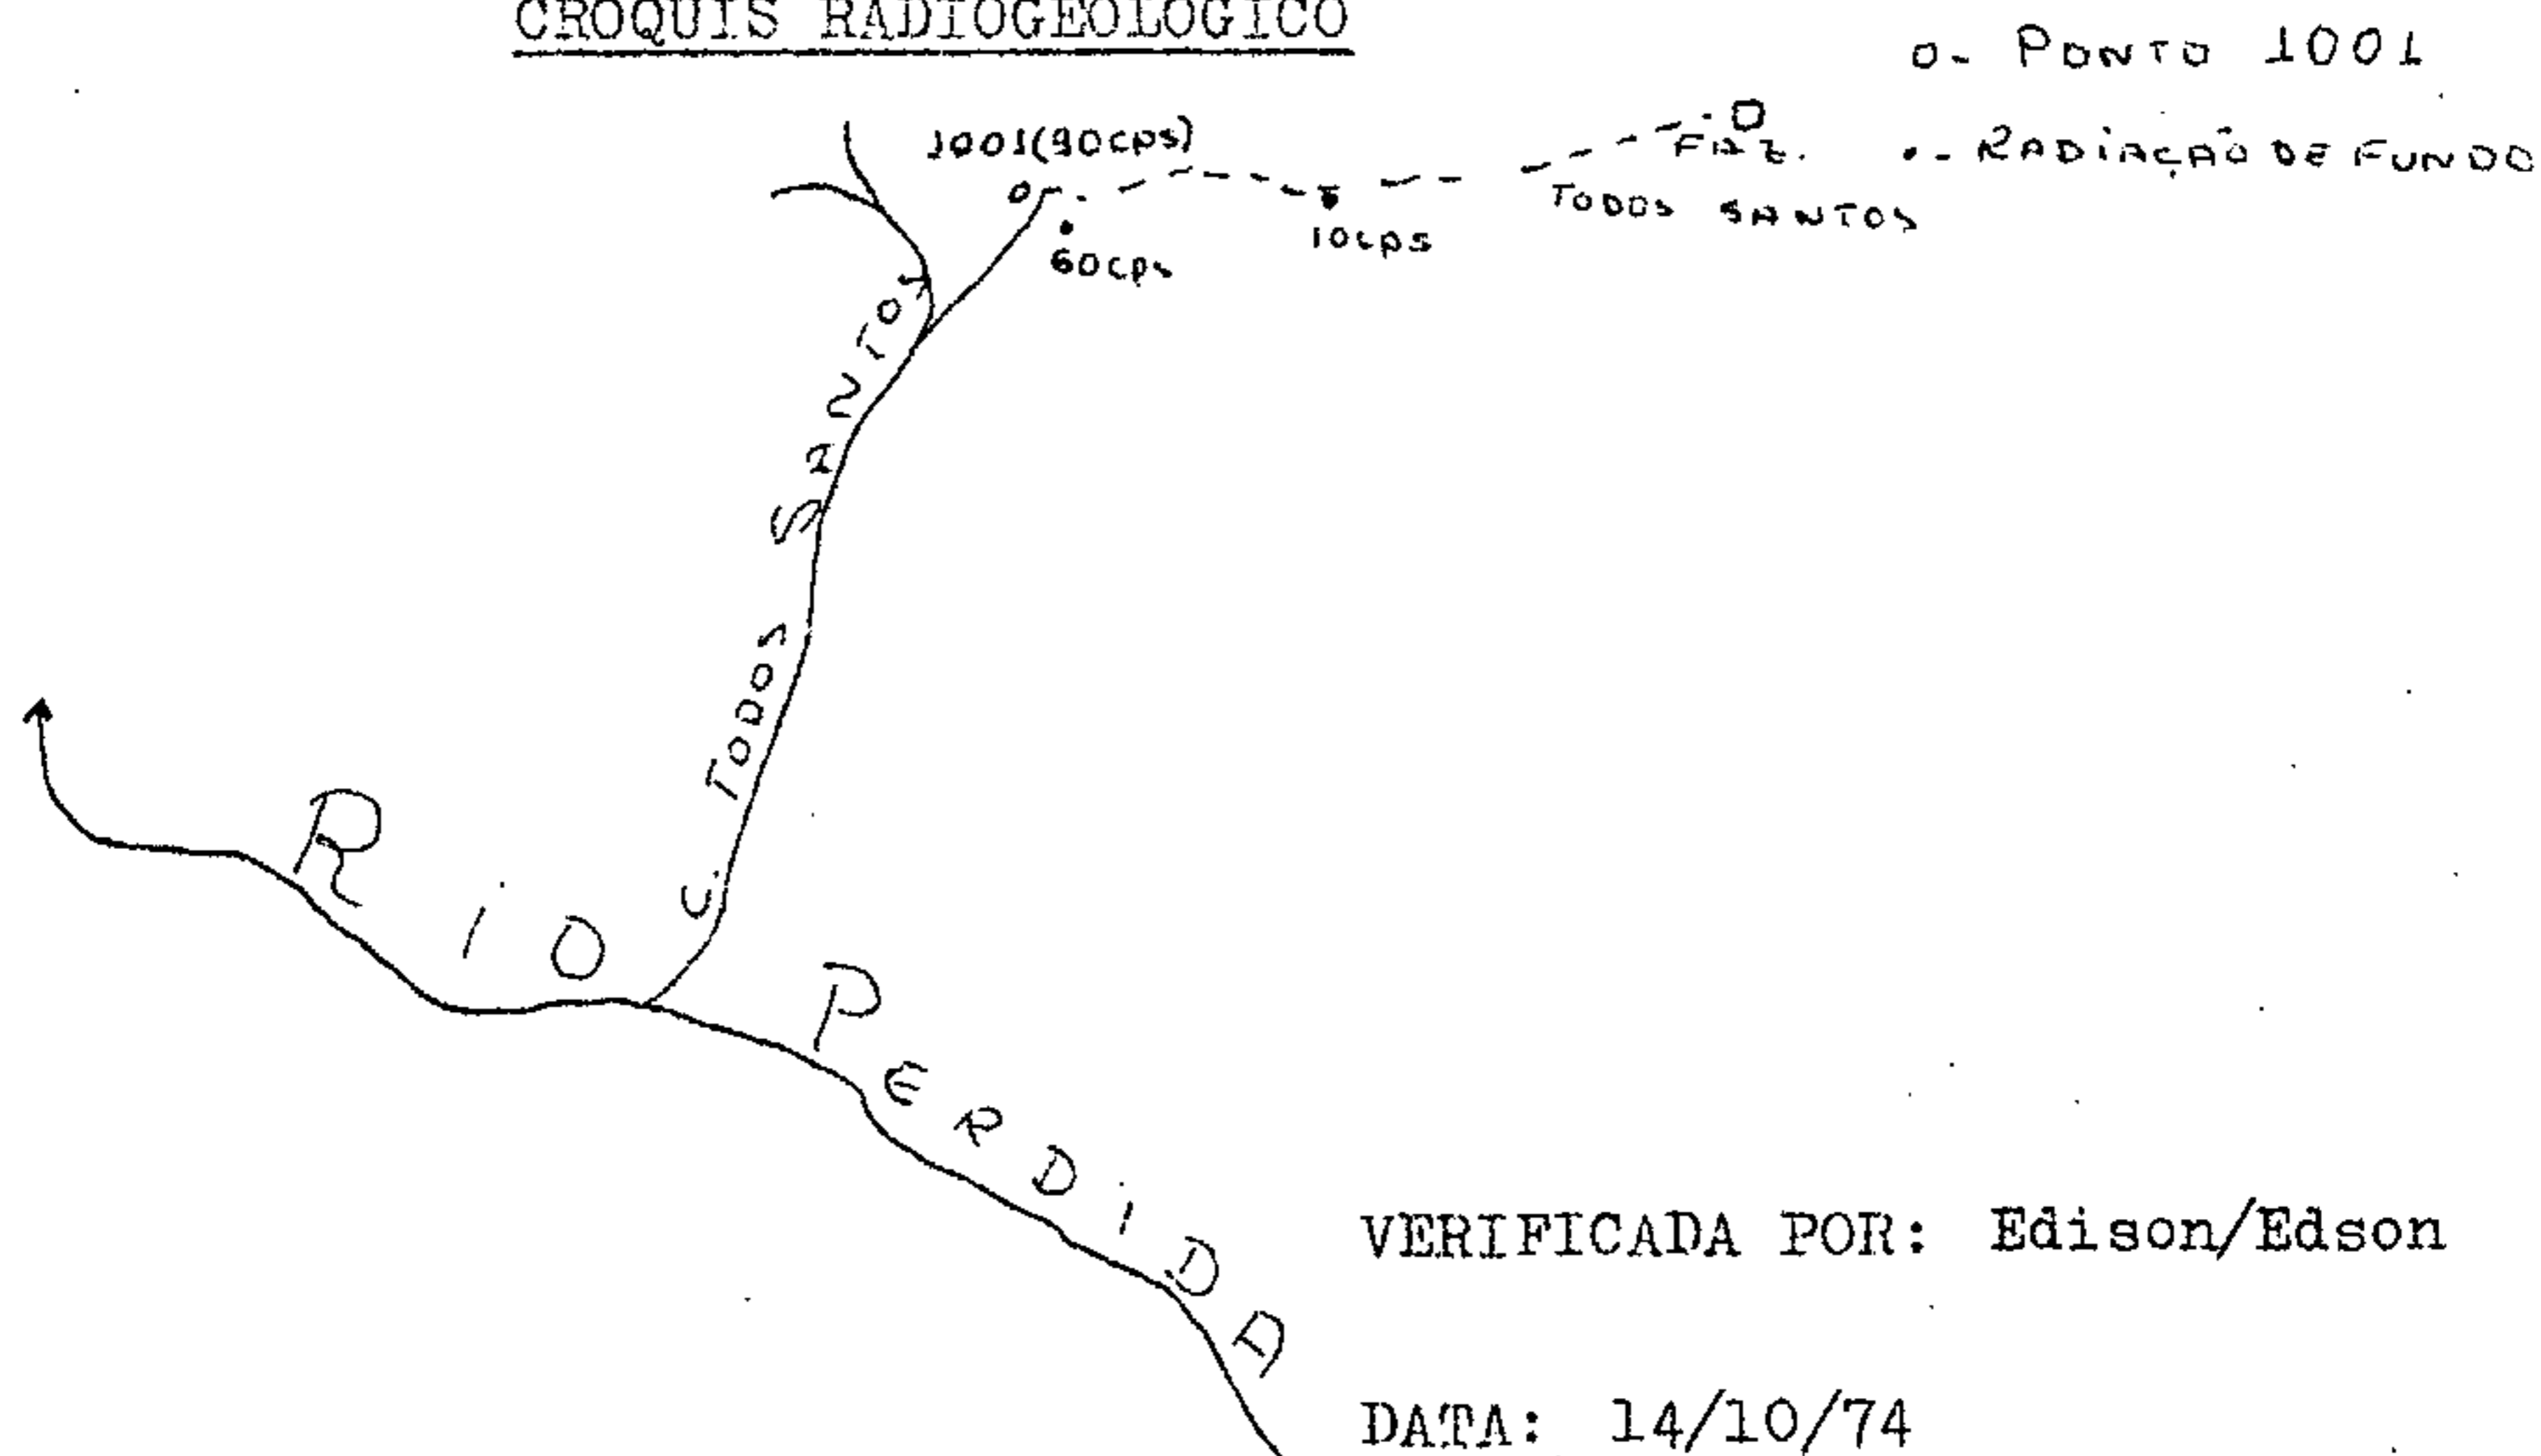 CROQUIS RADIOGEOLOGICO
o- PONTO 1001
•- RADIAÇÃO DE FUNDO
1001(90cps)
60cps
10cps
FAZ.
TODOS SANTOS
C. TODOS SANTOS
RIO PERDIDA
VERIFICADA POR: Edison/Edson
DATA: 14/10/74